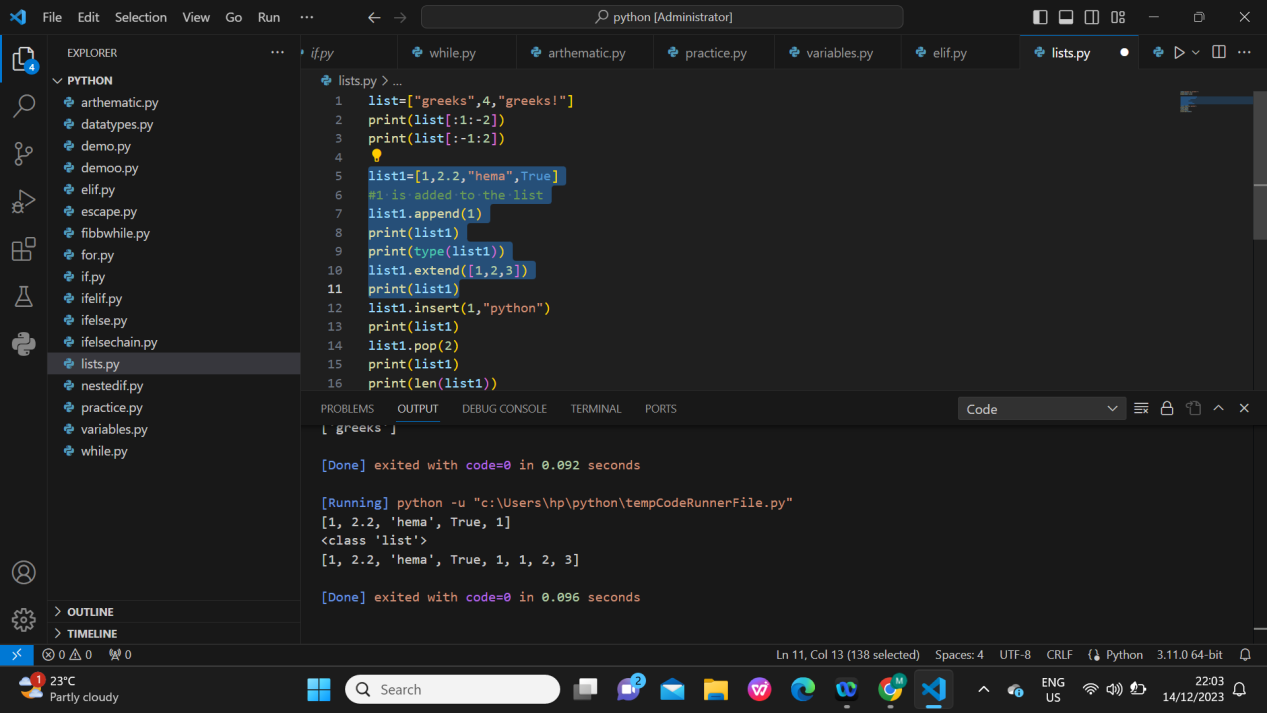 File Edit Selection View Go Run ···
python [Administrator]
EXPLORER ···
if.py while.py arthematic.py practice.py variables.py elif.py lists.py
4
PYTHON
lists.py > ...
arthematic.py
datatypes.py
demo.py
demoo.py
elif.py
escape.py
fibbwhile.py
for.py
if.py
ifelif.py
ifelse.py
ifelsechain.py
lists.py
nestedif.py
practice.py
variables.py
while.py
OUTLINE
TIMELINE
1 list=["greeks",4,"greeks!"]
2 print(list[:1:-2])
3 print(list[:-1:2])
4
5 list1=[1,2.2,"hema",True]
6 #1 is added to the list
7 list1.append(1)
8 print(list1)
9 print(type(list1))
10 list1.extend([1,2,3])
11 print(list1)
12 list1.insert(1,"python")
13 print(list1)
14 list1.pop(2)
15 print(list1)
16 print(len(list1))
PROBLEMS OUTPUT DEBUG CONSOLE TERMINAL PORTS
Code
['greeks']
[Done] exited with code=0 in 0.092 seconds
[Running] python -u "c:\Users\hp\python\tempCodeRunnerFile.py"
[1, 2.2, 'hema', True, 1]
<class 'list'>
[1, 2.2, 'hema', True, 1, 1, 2, 3]
[Done] exited with code=0 in 0.096 seconds
0 0 0
Ln 11, Col 13 (138 selected) Spaces: 4 UTF-8 CRLF Python 3.11.0 64-bit
1
23°C
Partly cloudy
Search
2
M
ENG
US
22:03
14/12/2023